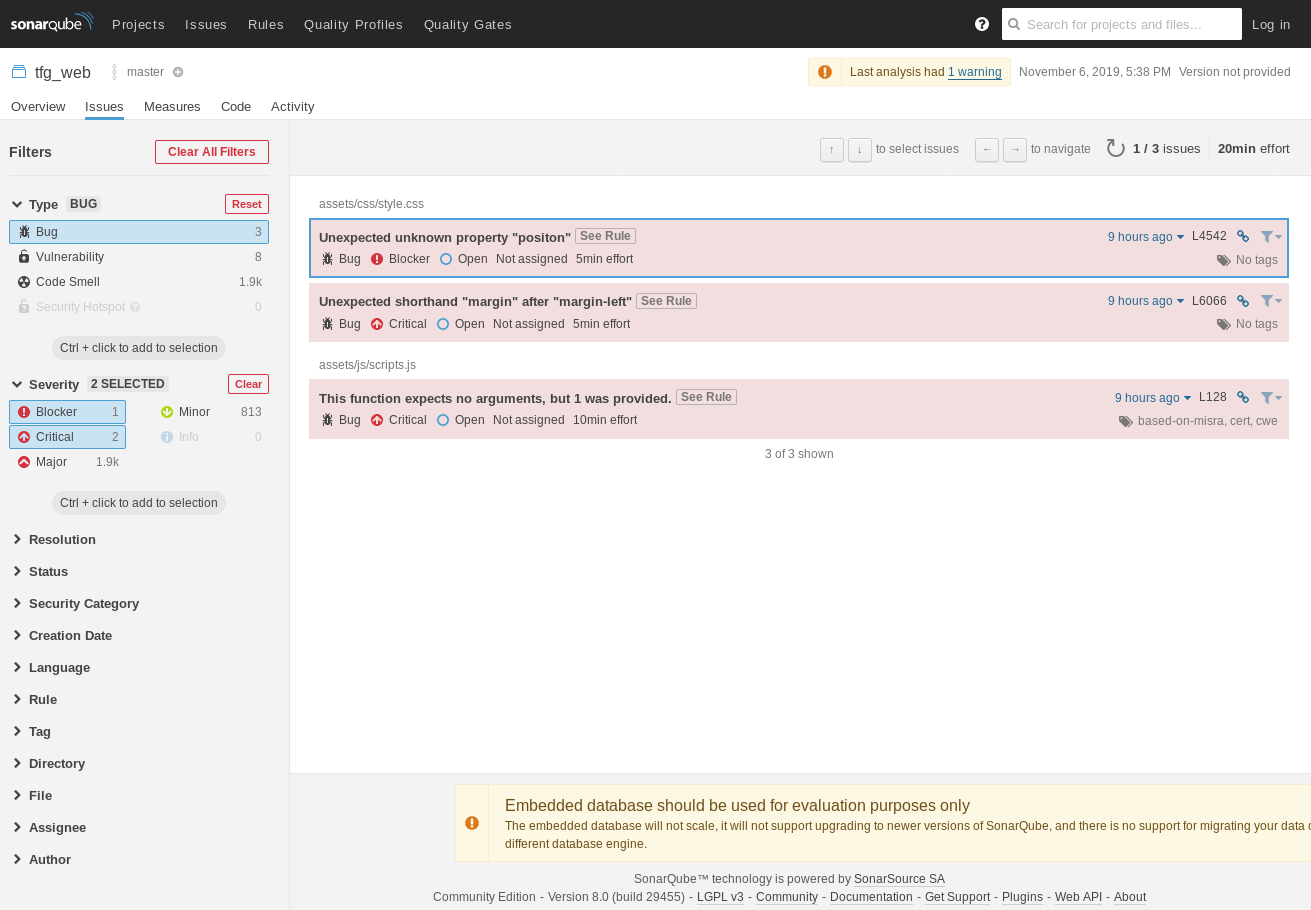 sonarqube Projects Issues Rules Quality Profiles Quality Gates Search for projects and files... Log in
tfg_web master Last analysis had 1 warning November 6, 2019, 5:38 PM Version not provided
Overview Issues Measures Code Activity
Filters Clear All Filters
↑ ↓ to select issues ← → to navigate 1 / 3 issues 20min effort
Type BUG Reset
Bug 3
Vulnerability 8
Code Smell 1.9k
Security Hotspot 0
Ctrl + click to add to selection
Severity 2 SELECTED Clear
Blocker 1 Minor 813
Critical 2 Info 0
Major 1.9k
Ctrl + click to add to selection
Resolution
Status
Security Category
Creation Date
Language
Rule
Tag
Directory
File
Assignee
Author
assets/css/style.css
Unexpected unknown property "positon" See Rule 9 hours ago L4542
Bug Blocker Open Not assigned 5min effort No tags
Unexpected shorthand "margin" after "margin-left" See Rule 9 hours ago L6066
Bug Critical Open Not assigned 5min effort No tags
assets/js/scripts.js
This function expects no arguments, but 1 was provided. See Rule 9 hours ago L128
Bug Critical Open Not assigned 10min effort based-on-misra, cert, cwe
3 of 3 shown
Embedded database should be used for evaluation purposes only
The embedded database will not scale, it will not support upgrading to newer versions of SonarQube, and there is no support for migrating your data
different database engine.
SonarQube™ technology is powered by SonarSource SA
Community Edition - Version 8.0 (build 29455) - LGPL v3 - Community - Documentation - Get Support - Plugins - Web API - About